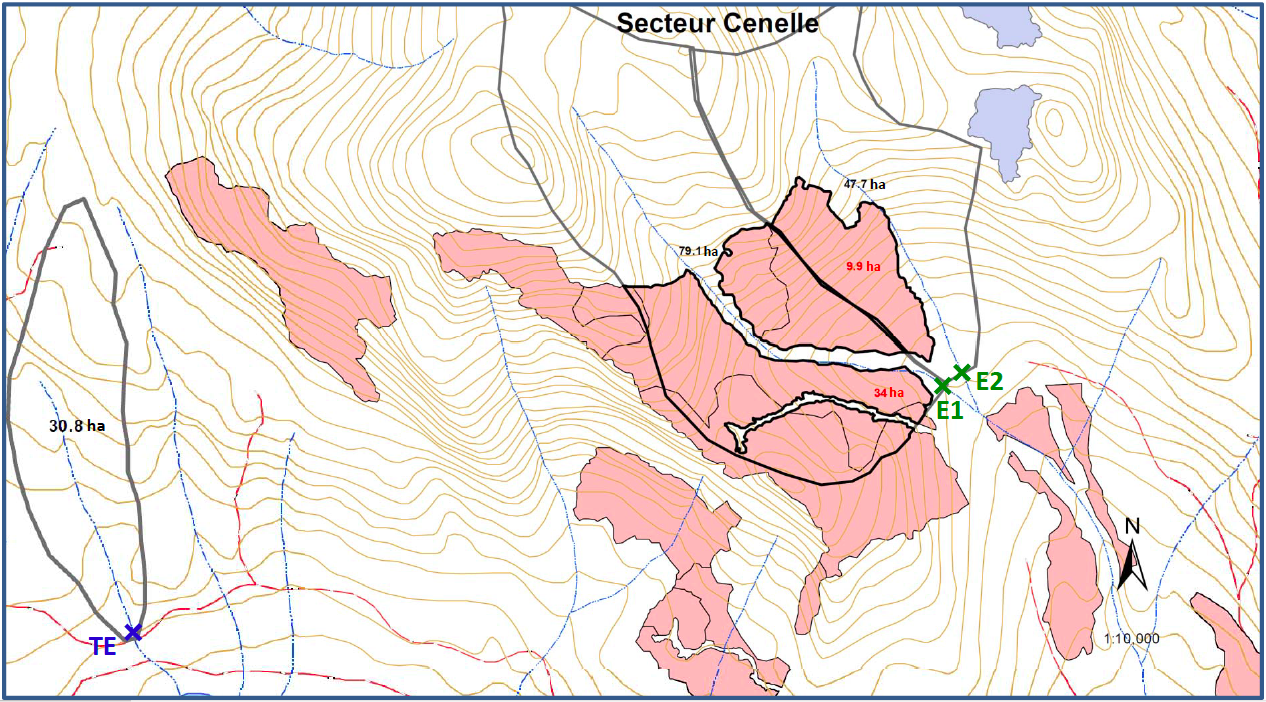 Secteur Cenelle
47.7 ha
79.1 ha
9.9 ha
E2
34 ha
E1
30.8 ha
N
TE
1:10,000